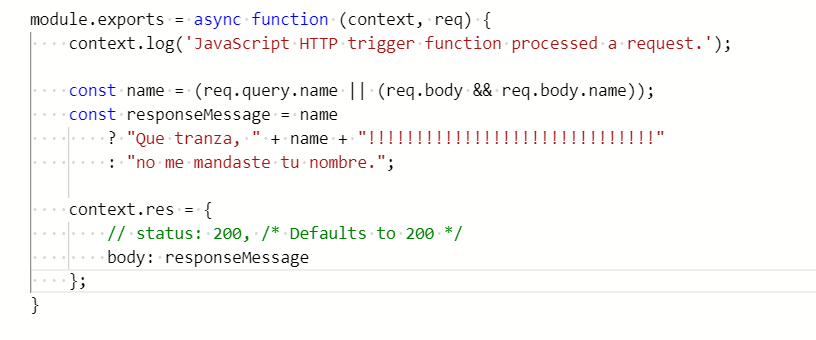 module.exports = async function (context, req) {
    context.log('JavaScript HTTP trigger function processed a request.');

    const name = (req.query.name || (req.body && req.body.name));
    const responseMessage = name
        ? "Que tranza, " + name + "!!!!!!!!!!!!!!!!!!!!!!!!!!!!!!"
        : "no me mandaste tu nombre.";

    context.res = {
        // status: 200, /* Defaults to 200 */
        body: responseMessage
    };
}